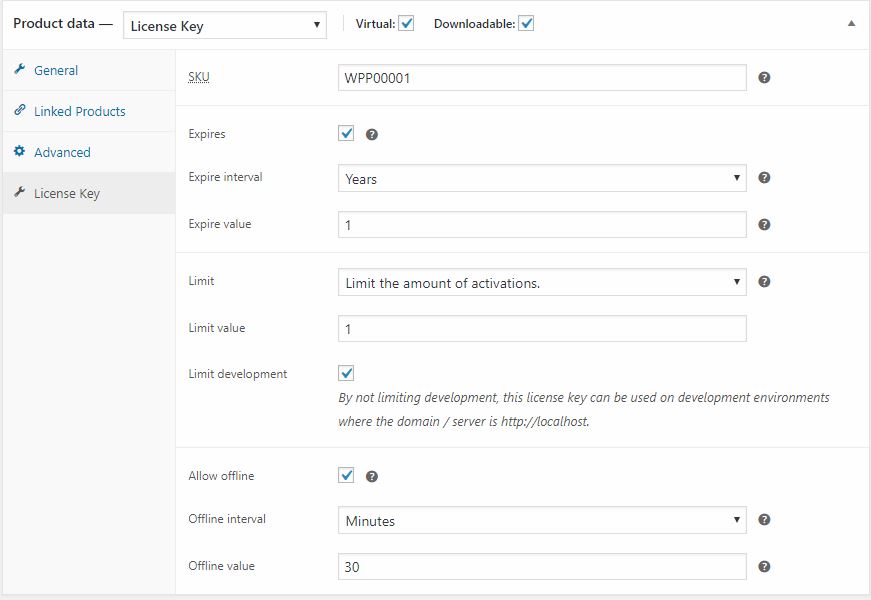 Product data — License Key Virtual: Downloadable:
General
Linked Products
Advanced
License Key
SKU WPP00001
Expires
Expire interval Years
Expire value 1
Limit Limit the amount of activations.
Limit value 1
Limit development
By not limiting development, this license key can be used on development environments
where the domain / server is http://localhost.
Allow offline
Offline interval Minutes
Offline value 30